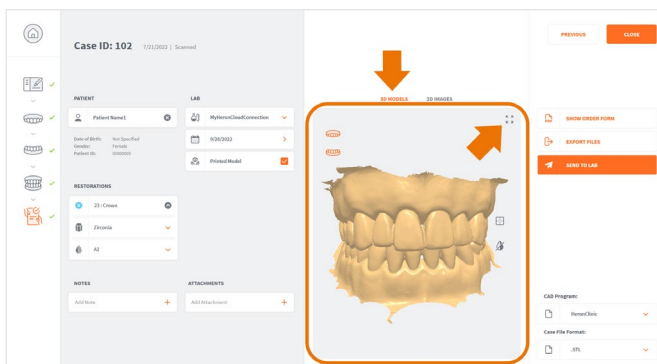 Case ID: 102 7/21/2022 | Scanned
PREVIOUS CLOSE
PATIENT LAB
3D MODELS 2D IMAGES
Patient Name1
MyHeronCloudConnection
SHOW ORDER FORM
Date of Birth: Not Specified
Gender: Female
Patient ID:
9/28/2022
EXPORT FILES
Printed Model
SEND TO LAB
RESTORATIONS
23 : Crown
Zirconia
A2
NOTES ATTACHMENTS
Add Note +
Add Attachment +
CAD Program:
HeronClinic
Case File Format:
.STL